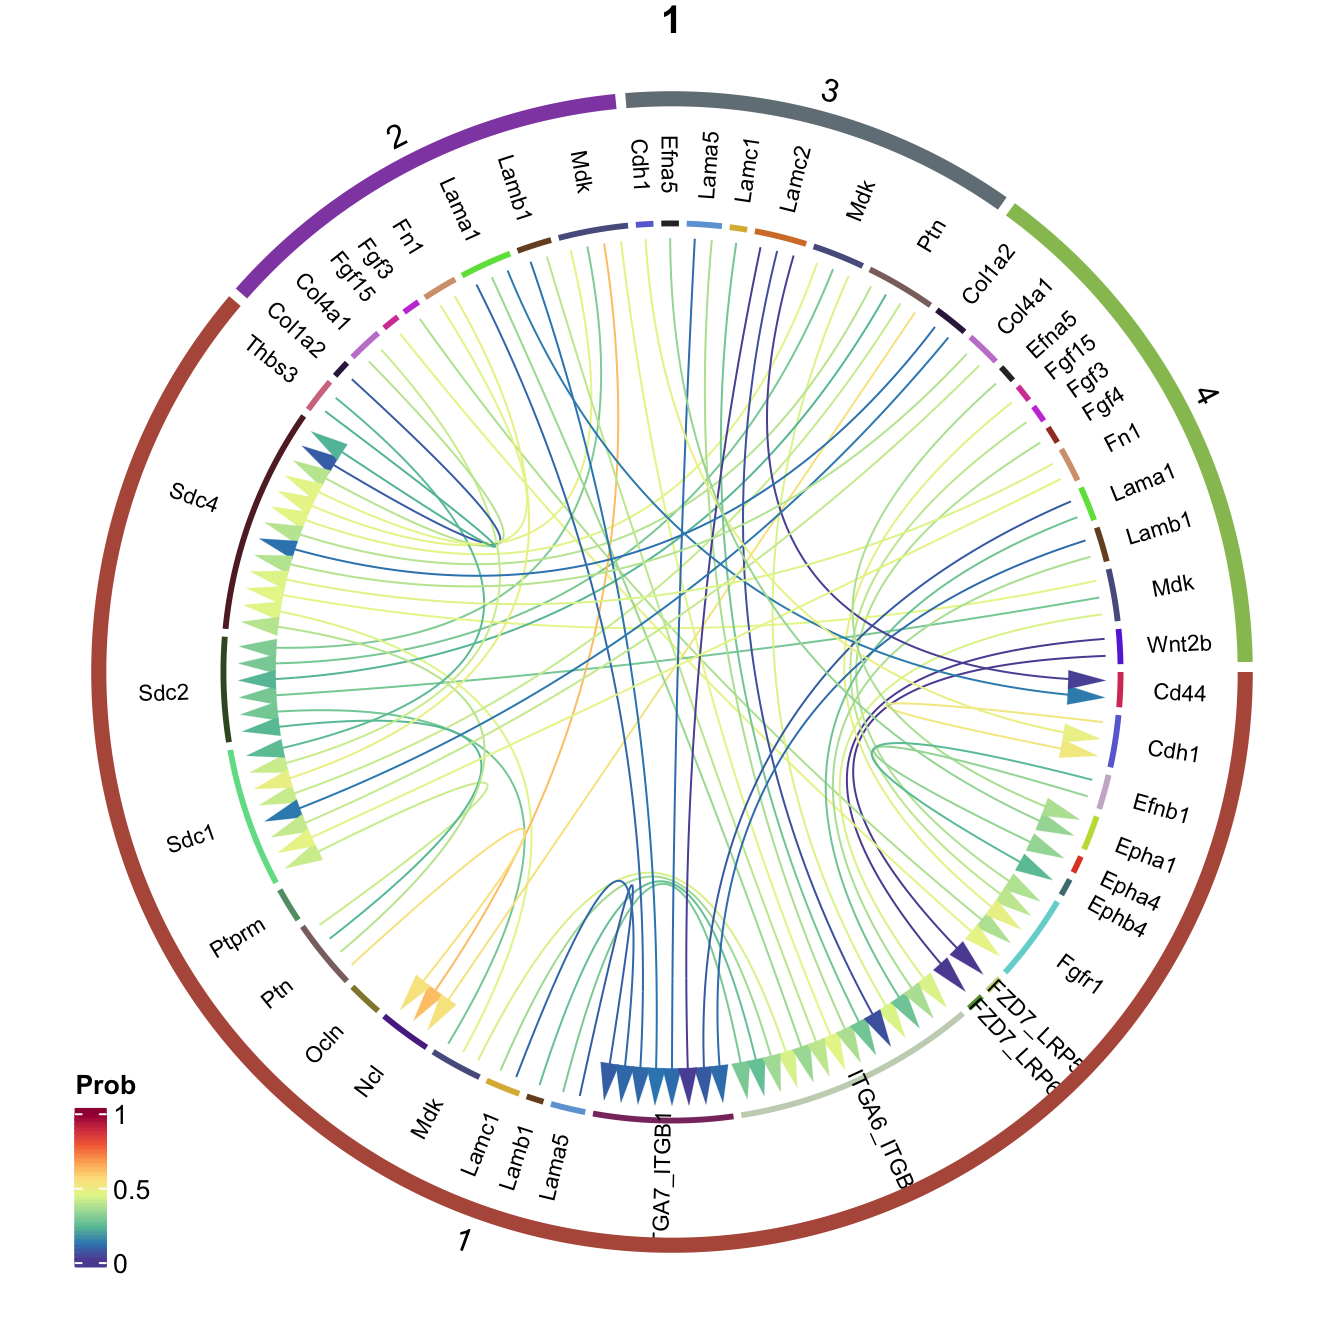 1
2
3
4
1
Thbs3
Col1a2
Col4a1
Fgf15
Fgf3
Fn1
Lama1
Lamb1
Mdk
Cdh1
Efna5
Lama5
Lamc1
Lamc2
Mdk
Ptn
Col1a2
Col4a1
Efna5
Fgf15
Fgf3
Fgf4
Fn1
Lama1
Lamb1
Mdk
Wnt2b
Cd44
Cdh1
Efnb1
Epha1
Epha4
Ephb4
Fgfr1
FZD7_LRP5
FZD7_LRP6
ITGA6_ITGB
GA7_ITGB1
Lama5
Lamb1
Lamc1
Mdk
Ncl
Ocln
Ptn
Ptprm
Sdc1
Sdc2
Sdc4
Prob
1
0.5
0